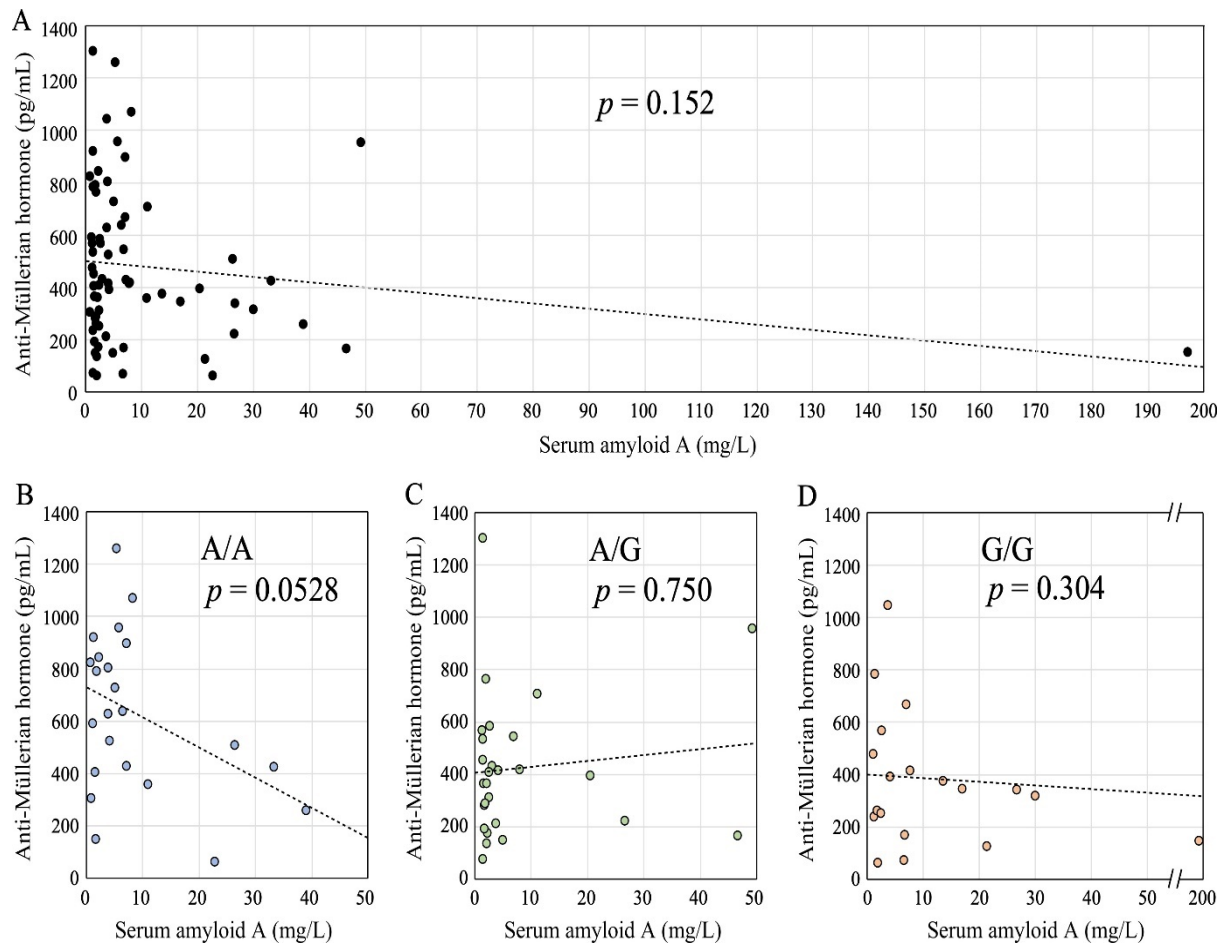 A
Anti-Müllerian hormone (pg/mL)
1400
1200
1000
800
600
400
200
0
p = 0.152
0 10 20 30 40 50 60 70 80 90 100 110 120 130 140 150 160 170 180 190 200
Serum amyloid A (mg/L)
B
Anti-Müllerian hormone (pg/mL)
1400
1200
1000
800
600
400
200
0
A/A
p = 0.0528
0 10 20 30 40 50
Serum amyloid A (mg/L)
C
Anti-Müllerian hormone (pg/mL)
1400
1200
1000
800
600
400
200
0
A/G
p = 0.750
0 10 20 30 40 50
Serum amyloid A (mg/L)
D
Anti-Müllerian hormone (pg/mL)
1400
1200
1000
800
600
400
200
0
G/G
p = 0.304
0 10 20 30 40 50 200
Serum amyloid A (mg/L)